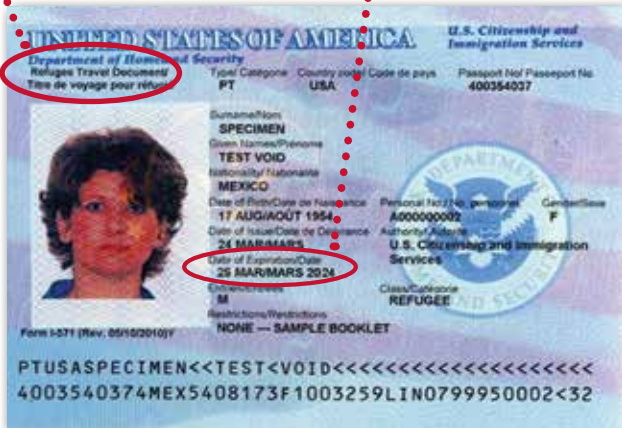 UNITED STATES OF AMERICA
U.S. Citizenship and
Immigration Services
Department of Homeland Security
Refugee Travel Document/
Titre de voyage pour réfugié
Type/ Catégorie
Country code/ Code de pays
Passport No/ Passeport No
PT
USA
400354037
Surname/Nom
SPECIMEN
Given Names/Prénoms
TEST VOID
Nationality/ Nationalité
MEXICO
Date of Birth/Date de Naissance
Personal No./
Gender/Sexe
17 AUG/AOÛT 1954
A000000002
F
Date of Issue/Date de Délivrance
Authority/ Autorité
24 MAR/MARS
U.S. Citizenship and Immigration
Services
Date of Expiration/Date
25 MAR/MARS 2024
Class/Catégorie
M
REFUGEE
Restrictions/Restrictions
NONE — SAMPLE BOOKLET
Form I-571 (Rev. 05/10/2010)Y
PTUSASPECIMEN<<TEST<VOID<<<<<<<<<<<<<<<<<<<<
4003540374MEX5408173F1003259LIN0799950002<32